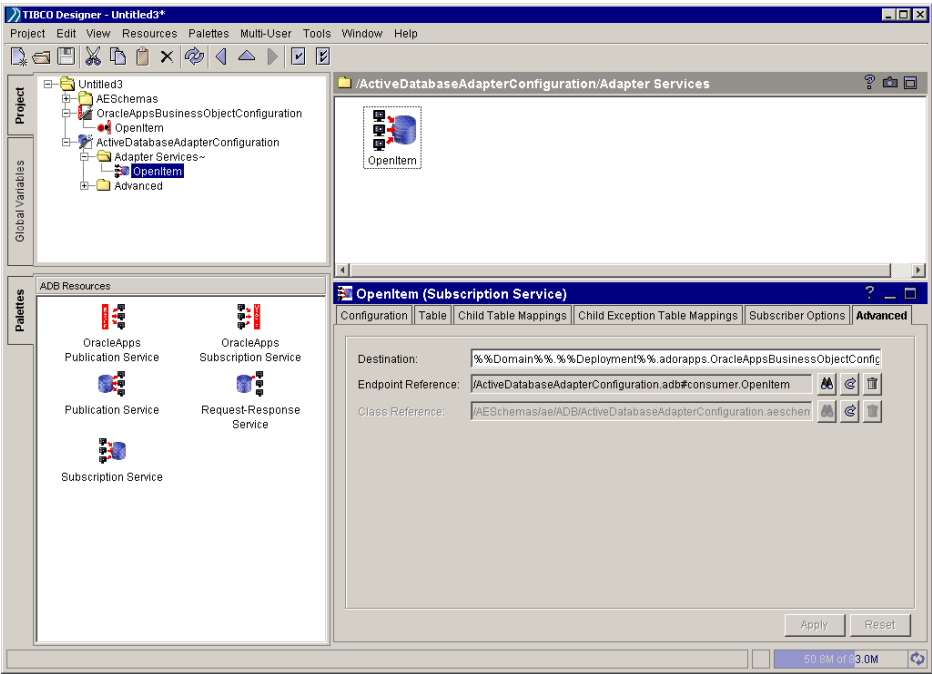 TIBCO Designer - Untitled3*
Project Edit View Resources Palettes Multi-User Tools Window Help
Project
Global Variables
Untitled3
AESchemas
OracleAppsBusinessObjectConfiguration
OpenItem
ActiveDatabaseAdapterConfiguration
Adapter Services~
OpenItem
Advanced
/ActiveDatabaseAdapterConfiguration/Adapter Services
OpenItem
Palettes
ADB Resources
OracleApps
Publication Service
OracleApps
Subscription Service
Publication Service
Request-Response
Service
Subscription Service
OpenItem (Subscription Service)
Configuration Table Child Table Mappings Child Exception Table Mappings Subscriber Options Advanced
Destination: %%Domain%%.%%Deployment%%.adorapps.OracleAppsBusinessObjectConfig
Endpoint Reference: /ActiveDatabaseAdapterConfiguration.adb#consumer.OpenItem
Class Reference: /AESchemas/ae/ADB/ActiveDatabaseAdapterConfiguration.aeschem
Apply Reset
50.8M of 83.0M